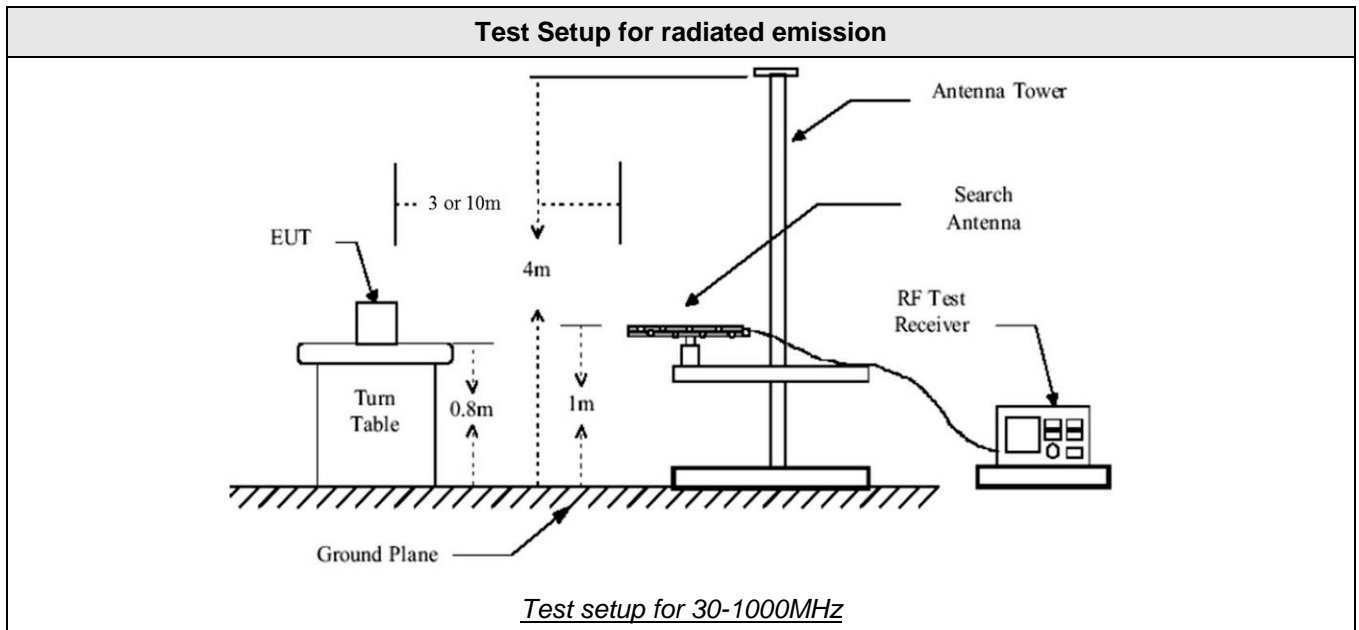 Test Setup for radiated emission
Antenna Tower
3 or 10m
Search
Antenna
EUT
4m
RF Test
Receiver
Turn
Table
0.8m
1m
Ground Plane
Test setup for 30-1000MHz